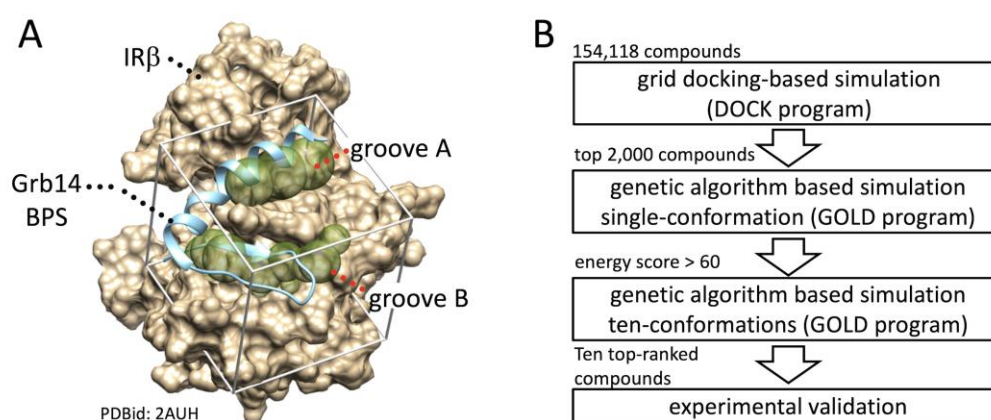 A
IRβ
groove A
Grb14
BPS
groove B
PDBid: 2AUH
B
154,118 compounds
grid docking-based simulation
(DOCK program)
top 2,000 compounds
genetic algorithm based simulation
single-conformation (GOLD program)
energy score > 60
genetic algorithm based simulation
ten-conformations (GOLD program)
Ten top-ranked
compounds
experimental validation